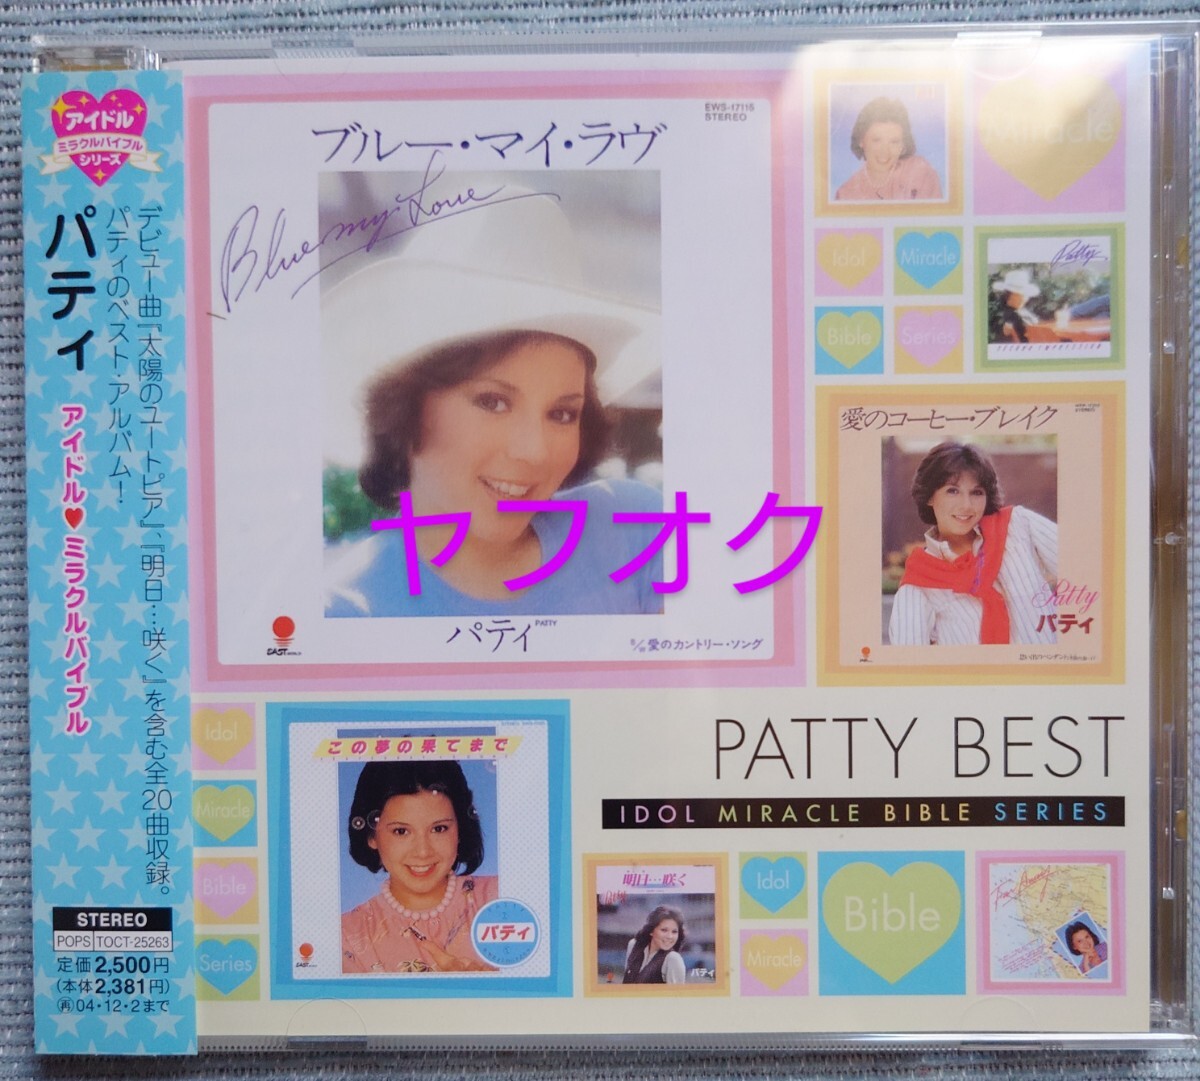 アイドル
ミラクルバイブル
シリーズ
パティ
アイドル♥ミラクルバイブル
デビュー曲『太陽のユートピア』、『明日…咲く』を含む全20曲収録。
パティのベスト・アルバム！
STEREO
POPS TOCT-25263
定価2,500円
(本体2,381円)
再04・12・2まで
EWS-17115
STEREO
ブルー・マイ・ラヴ
Blue my Love
パティ
PATTY
愛のカントリー・ソング
EAST WORLD
ヤフオク
Miracle
Idol
Miracle
Bible
Series
Patty
SECOND IMPRESSION
愛のコーヒー・ブレイク
STEREO
Patty
パティ
PATTY BEST
IDOL MIRACLE BIBLE SERIES
Idol
Miracle
Bible
Series
この夢の果てまで
パティ
明日…咲く
パティ
Idol
Miracle
Bible